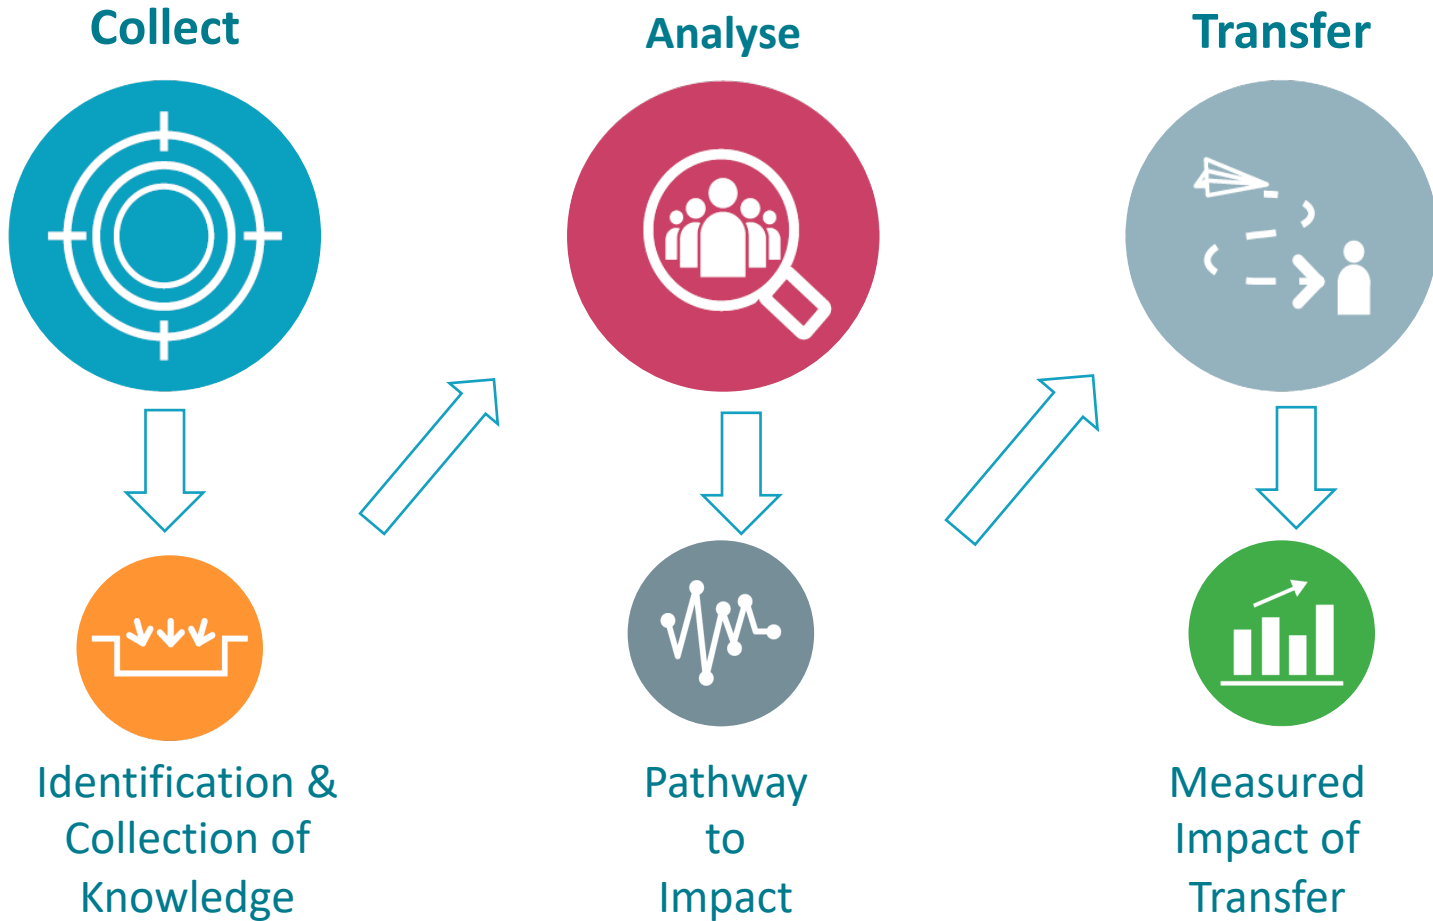 Collect
Analyse
Transfer
Identification &
Collection of
Knowledge
Pathway
to
Impact
Measured
Impact of
Transfer